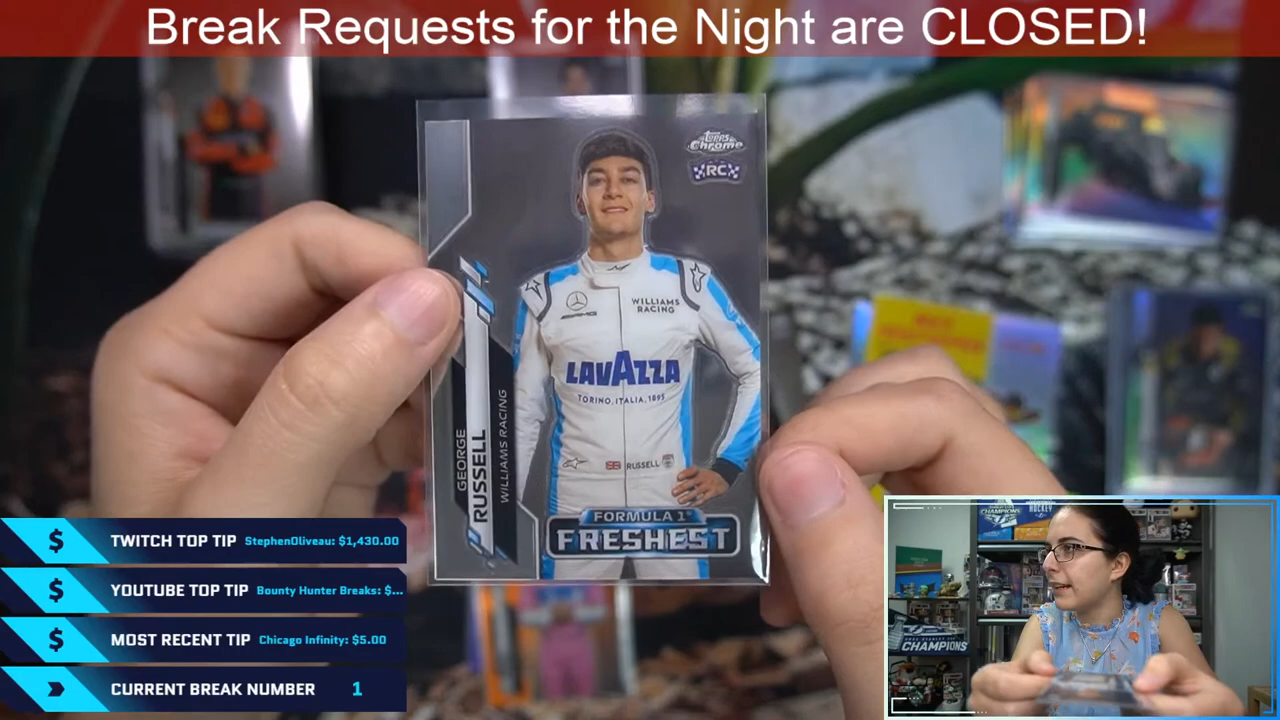 Break Requests for the Night are CLOSED!
Topps
Chrome
RC
WILLIAMS
RACING
AMG
LAVAZZA
TORINO, ITALIA, 1895
RUSSELL
GEORGE
RUSSELL
WILLIAMS RACING
FORMULA 1
FRESHEST
TWITCH TOP TIP StephenOliveau: $1,430.00
YOUTUBE TOP TIP Bounty Hunter Breaks: $...
MOST RECENT TIP Chicago Infinity: $5.00
CURRENT BREAK NUMBER 1
CHAMPIONS
HOCKEY
CHAMPIONS